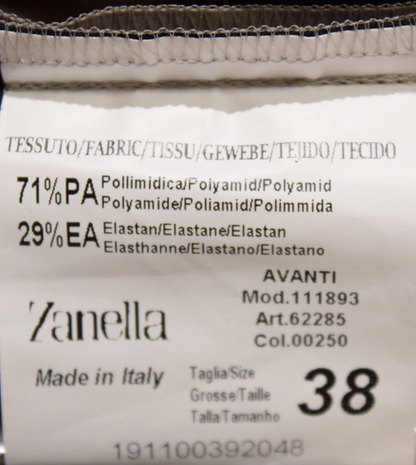 TESSUTO/FABRIC/TISSU/GEWEBE/TEJIDO/TECIDO
71%PA Pollimidica/Polyamid/Polyamid
Polyamide/Poliamid/Polimmida
29%EA Elastan/Elastane/Elastan
Elasthanne/Elastano/Elastano
AVANTI
Mod.111893
Art.62285
Col.00250
Zanella
Made in Italy
Taglia/Size
Grosse/Taille
Talla/Tamanho
38
191100392048